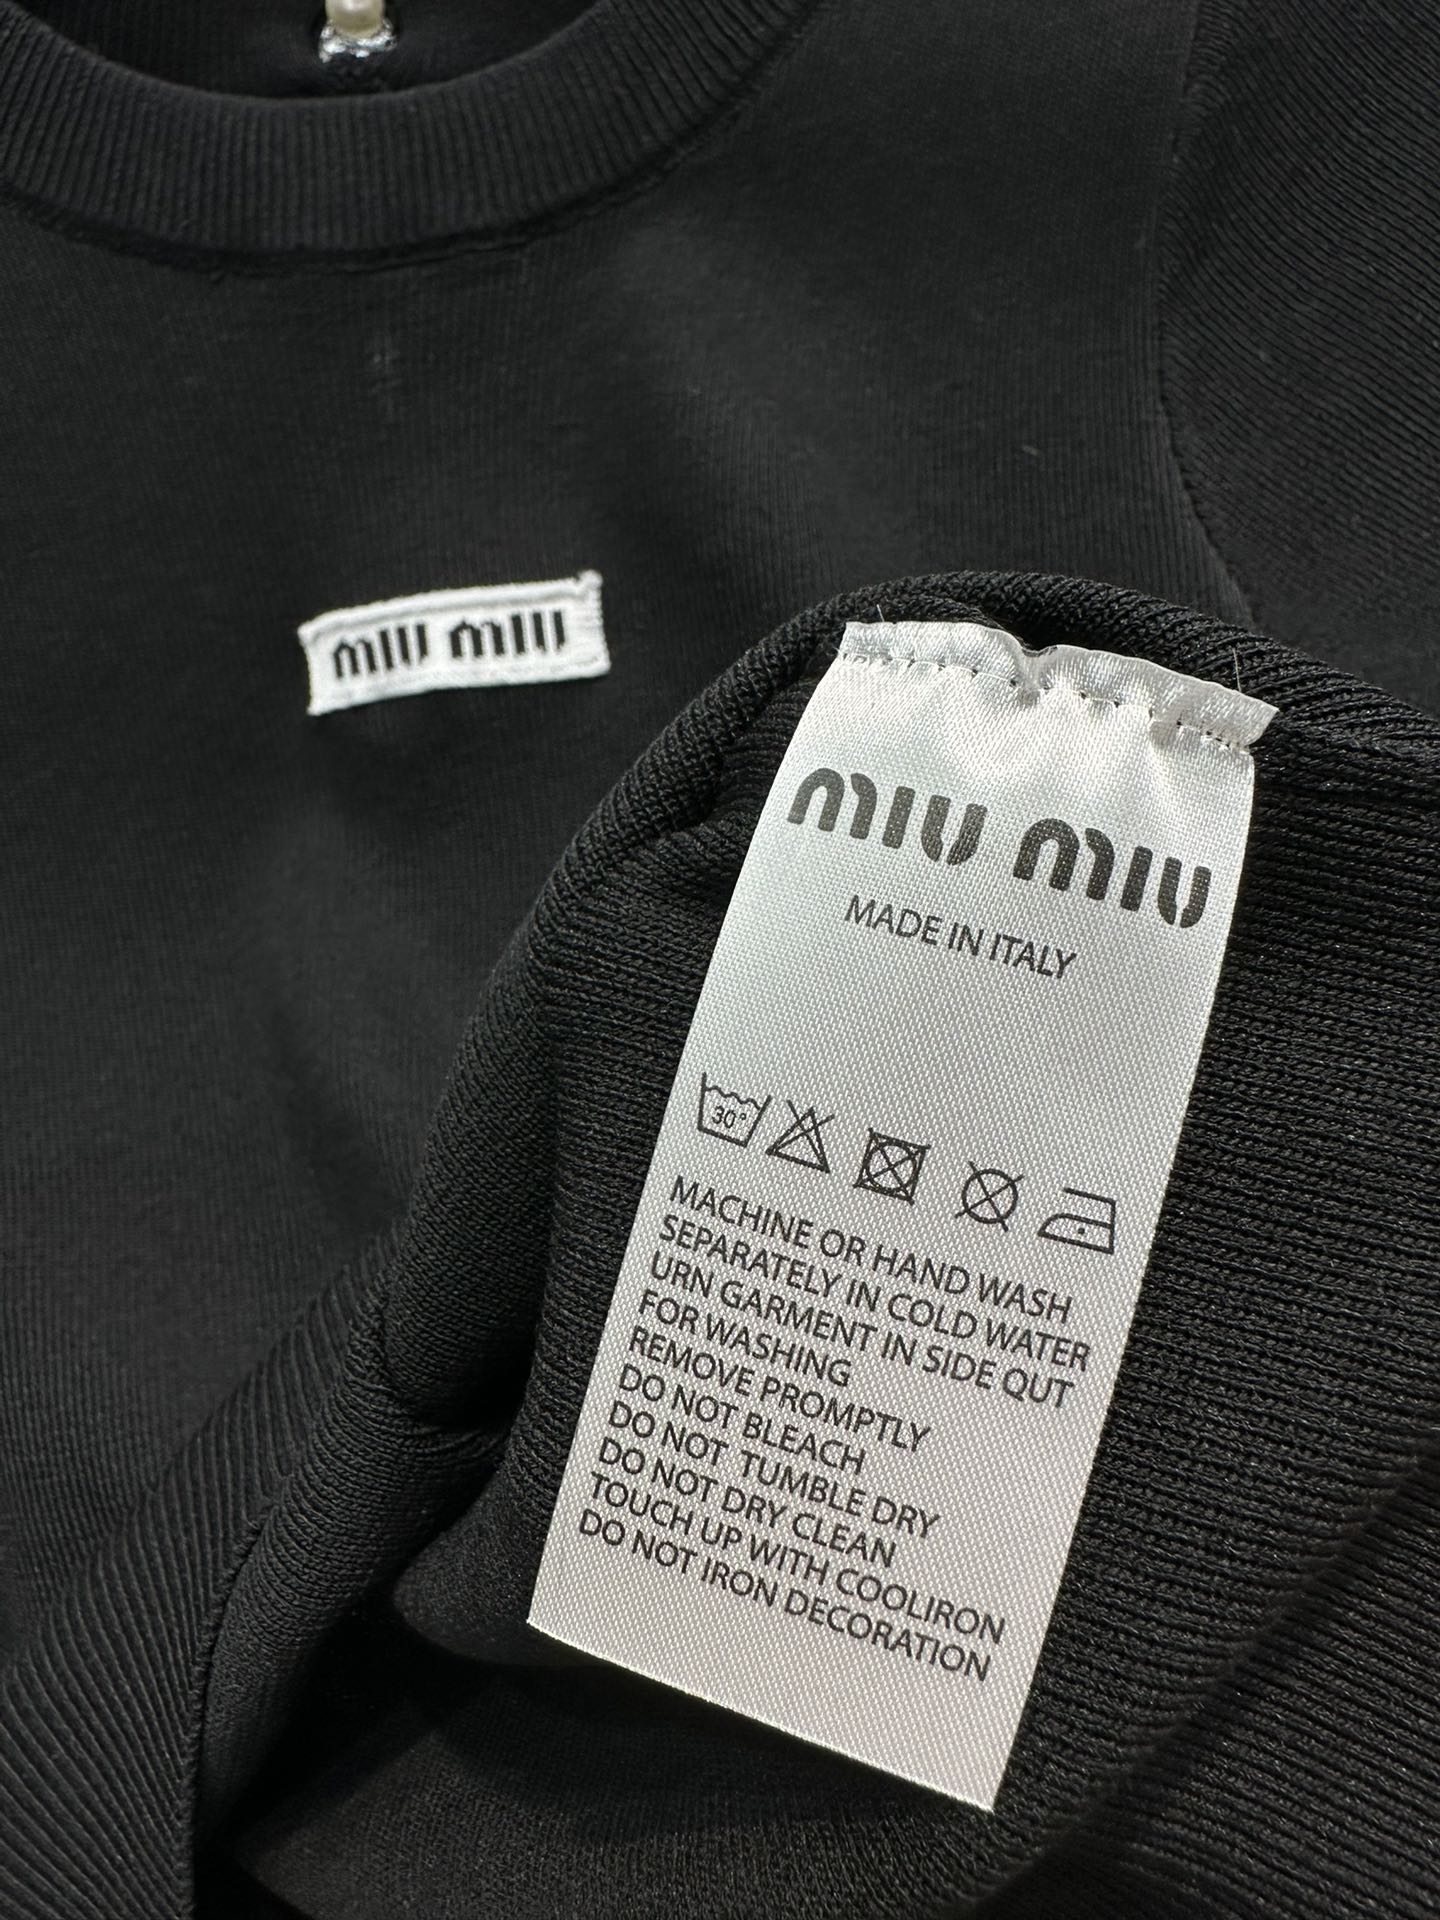 MIU MIU
MIU MIU
MADE IN ITALY
30°
MACHINE OR HAND WASH
SEPARATELY IN COLD WATER
URN GARMENT IN SIDE OUT
FOR WASHING
REMOVE PROMPTLY
DO NOT BLEACH
DO NOT TUMBLE DRY
DO NOT DRY CLEAN
TOUCH UP WITH COOLIRON
DO NOT IRON DECORATION